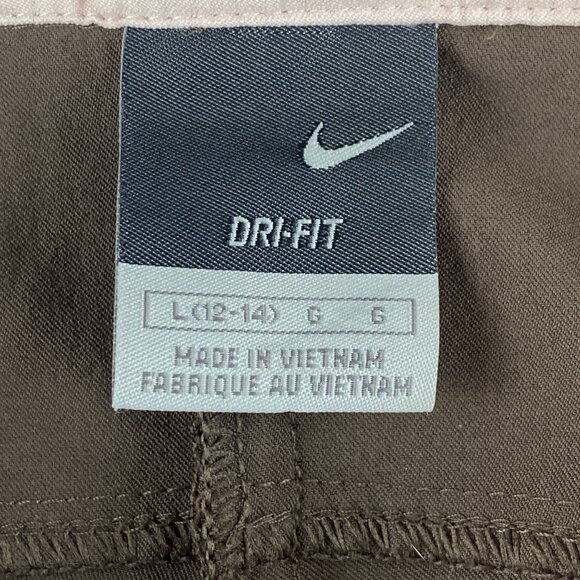 DRI-FIT
L (12-14) G G
MADE IN VIETNAM
FABRIQUE AU VIETNAM